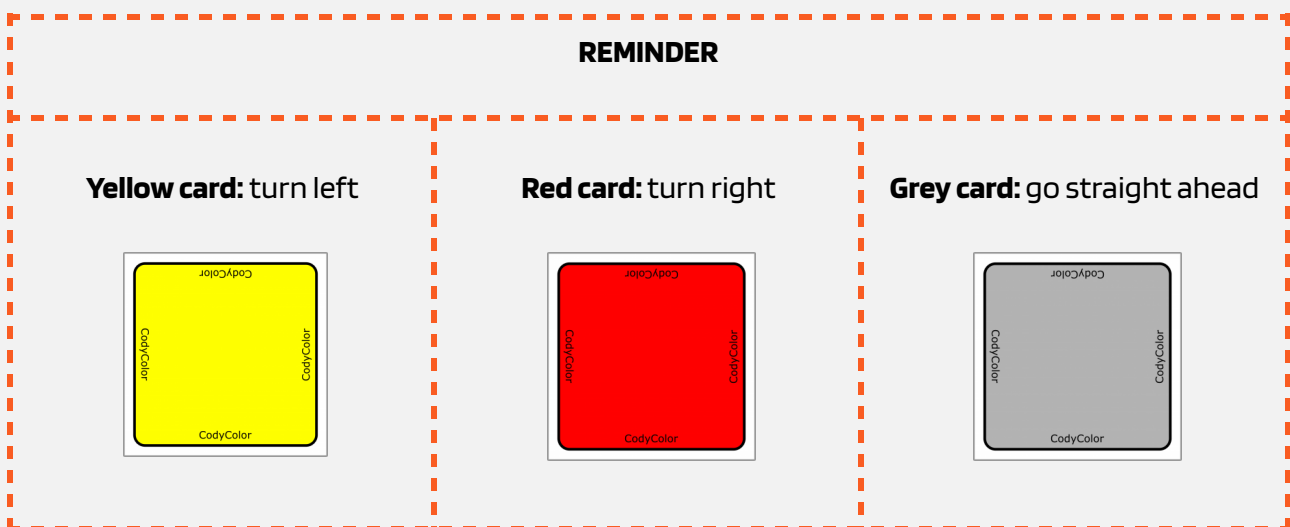 REMINDER
Yellow card: turn left
CodyColor
CodyColor
CodyColor
CodyColor
Red card: turn right
CodyColor
CodyColor
CodyColor
CodyColor
Grey card: go straight ahead
CodyColor
CodyColor
CodyColor
CodyColor